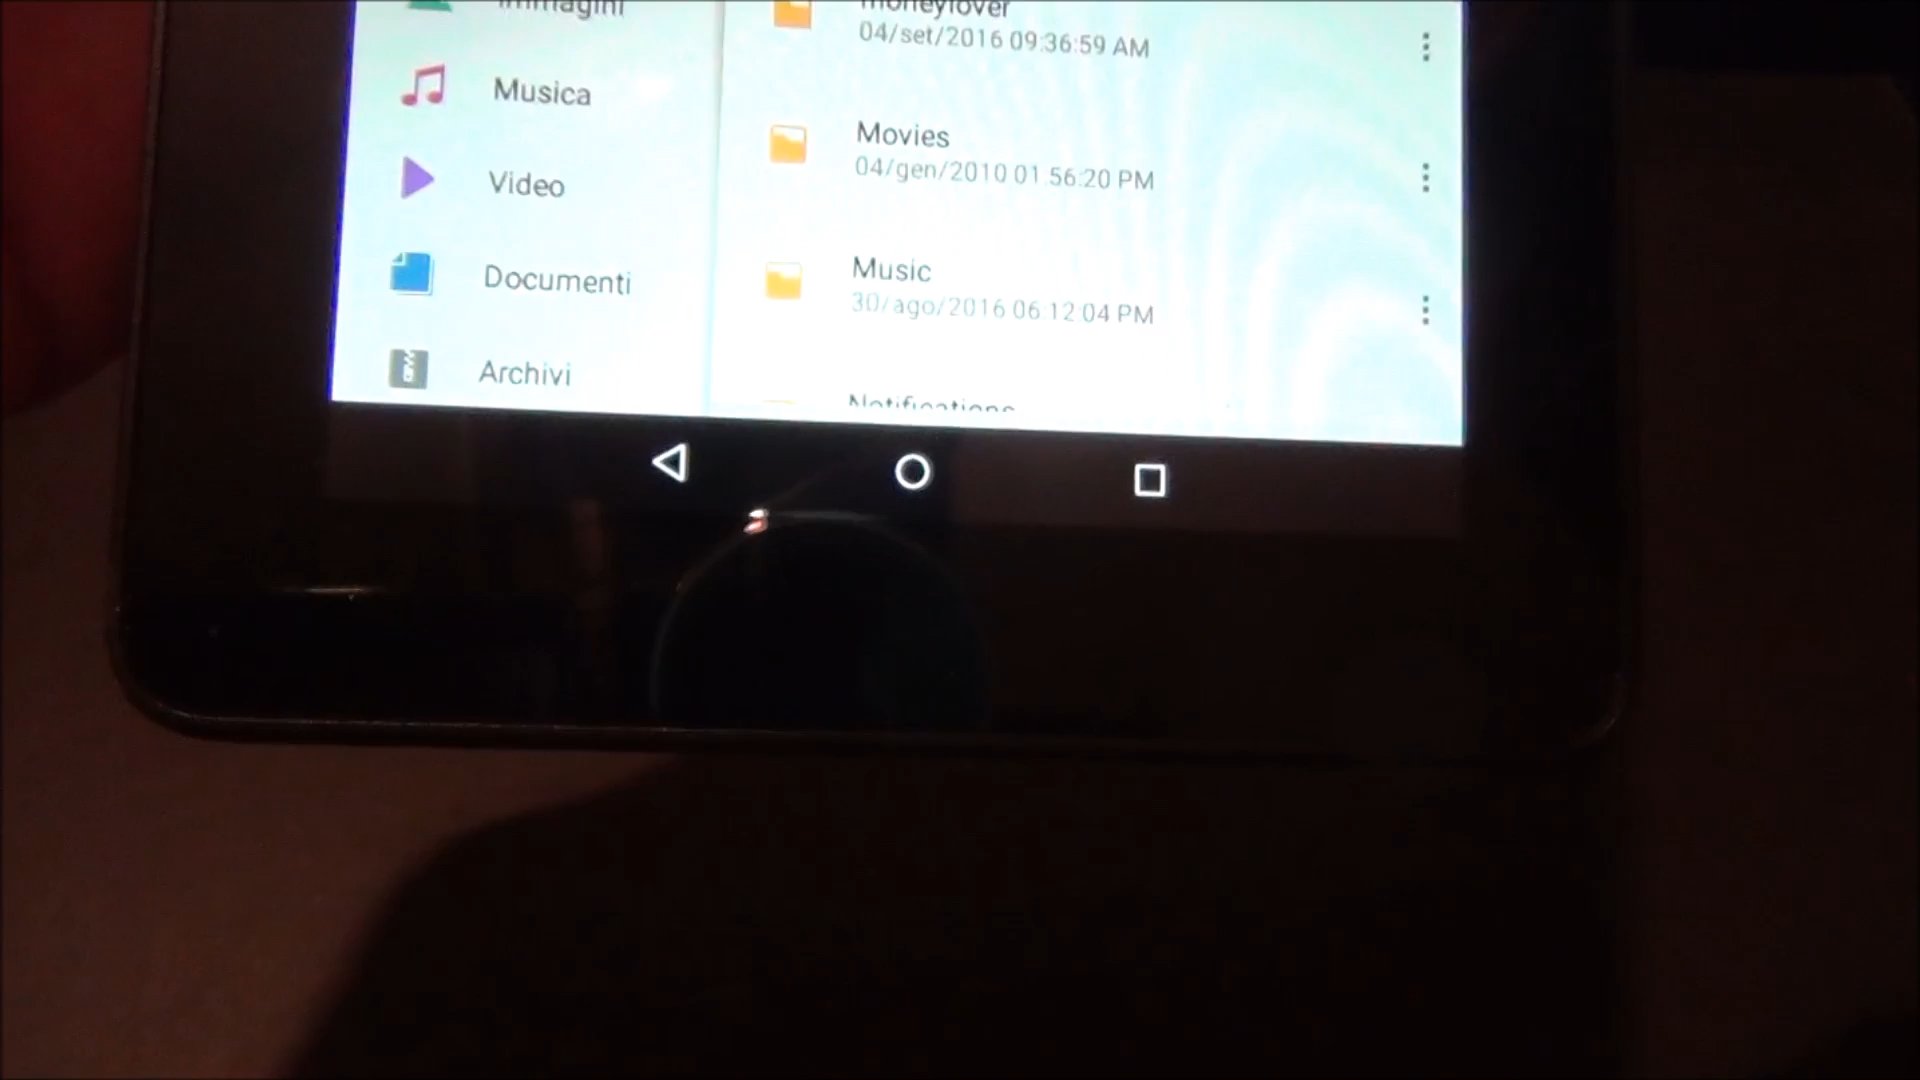 Immagini
Musica
Video
Documenti
Archivi
moneylover
04/set/2016 09:36:59 AM
Movies
04/gen/2010 01:56:20 PM
Music
30/ago/2016 06:12:04 PM
Notifications